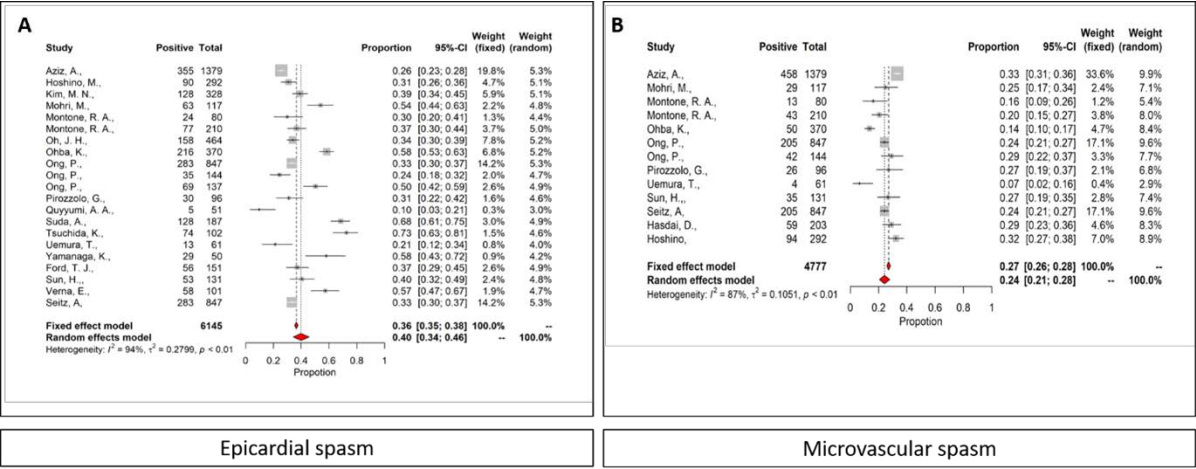 A
Weight Weight
Study Positive Total Proportion 95%-CI (fixed) (random)
Aziz, A., 355 1379 0.26 [0.23; 0.28] 19.8% 5.3%
Hoshino, M., 90 292 0.31 [0.26; 0.36] 4.7% 5.1%
Kim, M. N., 128 328 0.39 [0.34; 0.45] 5.9% 5.1%
Mohri, M., 63 117 0.54 [0.44; 0.63] 2.2% 4.8%
Montone, R. A., 24 80 0.30 [0.20; 0.41] 1.3% 4.4%
Montone, R. A., 77 210 0.37 [0.30; 0.44] 3.7% 5.0%
Oh, J. H., 158 464 0.34 [0.30; 0.39] 7.8% 5.2%
Ohba, K., 216 370 0.58 [0.53; 0.63] 6.8% 5.2%
Ong, P., 283 847 0.33 [0.30; 0.37] 14.2% 5.3%
Ong, P., 35 144 0.24 [0.18; 0.32] 2.0% 4.7%
Ong, P., 69 137 0.50 [0.42; 0.59] 2.6% 4.9%
Pirozzolo, G., 30 96 0.31 [0.22; 0.42] 1.6% 4.6%
Quyyumi, A. A., 5 51 0.10 [0.03; 0.21] 0.3% 3.0%
Suda, A., 128 187 0.68 [0.61; 0.75] 3.0% 4.9%
Tsuchida, K., 74 102 0.73 [0.63; 0.81] 1.5% 4.6%
Uemura, T., 13 61 0.21 [0.12; 0.34] 0.8% 4.0%
Yamanaga, K., 29 50 0.58 [0.43; 0.72] 0.9% 4.2%
Ford, T. J., 56 151 0.37 [0.29; 0.45] 2.6% 4.9%
Sun, H.,, 53 131 0.40 [0.32; 0.49] 2.4% 4.8%
Verna, E., 58 101 0.57 [0.47; 0.67] 1.9% 4.7%
Seitz, A, 283 847 0.33 [0.30; 0.37] 14.2% 5.3%
Fixed effect model 6145 0.36 [0.35; 0.38] 100.0% --
Random effects model 0.40 [0.34; 0.46] -- 100.0%
Heterogeneity: I² = 94%, τ² = 0.2799, p < 0.01
0 0.2 0.4 0.6 0.8 1
Propotion
Epicardial spasm
B
Weight Weight
Study Positive Total Proportion 95%-CI (fixed) (random)
Aziz, A., 458 1379 0.33 [0.31; 0.36] 33.6% 9.9%
Mohri, M., 29 117 0.25 [0.17; 0.34] 2.4% 7.1%
Montone, R. A., 13 80 0.16 [0.09; 0.26] 1.2% 5.4%
Montone, R. A., 43 210 0.20 [0.15; 0.27] 3.8% 8.0%
Ohba, K., 50 370 0.14 [0.10; 0.17] 4.7% 8.4%
Ong, P., 205 847 0.24 [0.21; 0.27] 17.1% 9.6%
Ong, P., 42 144 0.29 [0.22; 0.37] 3.3% 7.7%
Pirozzolo, G., 26 96 0.27 [0.19; 0.37] 2.1% 6.8%
Uemura, T., 4 61 0.07 [0.02; 0.16] 0.4% 2.9%
Sun, H.,, 35 131 0.27 [0.19; 0.35] 2.8% 7.4%
Seitz, A, 205 847 0.24 [0.21; 0.27] 17.1% 9.6%
Hasdai, D., 59 203 0.29 [0.23; 0.36] 4.6% 8.3%
Hoshino, 94 292 0.32 [0.27; 0.38] 7.0% 8.9%
Fixed effect model 4777 0.27 [0.26; 0.28] 100.0% --
Random effects model 0.24 [0.21; 0.28] -- 100.0%
Heterogeneity: I² = 87%, τ² = 0.1051, p < 0.01
0 0.2 0.4 0.6 0.8 1
Propotion
Microvascular spasm